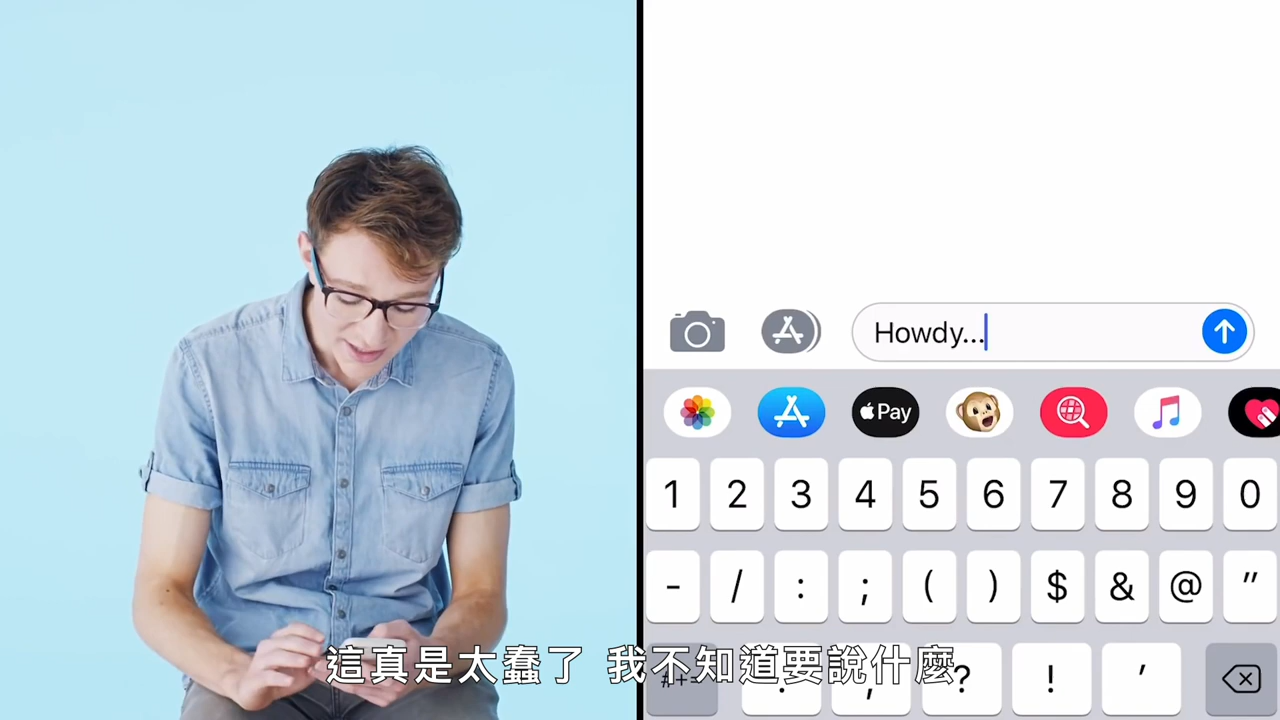 Howdy...
Pay
1 2 3 4 5 6 7 8 9 0
- / : ; ( ) $ & @ "
#+= . , ? ! '
這真是太蠢了 我不知道要說什麼